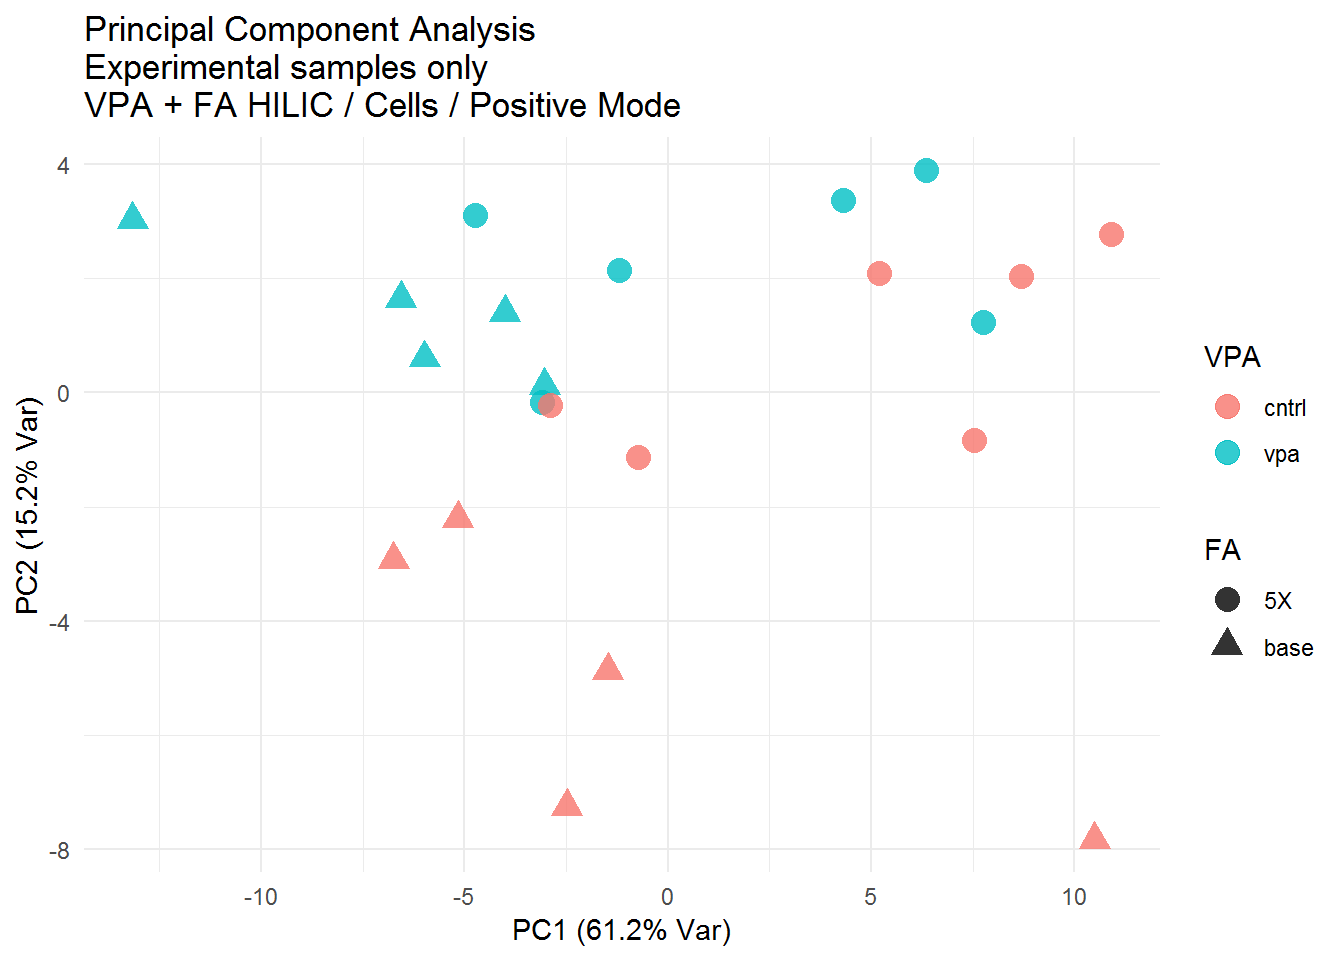 Principal Component Analysis
Experimental samples only
VPA + FA HILIC / Cells / Positive Mode
4
0
-4
-8
PC2 (15.2% Var)
-10
-5
0
5
10
PC1 (61.2% Var)
VPA
cntrl
vpa
FA
5X
base